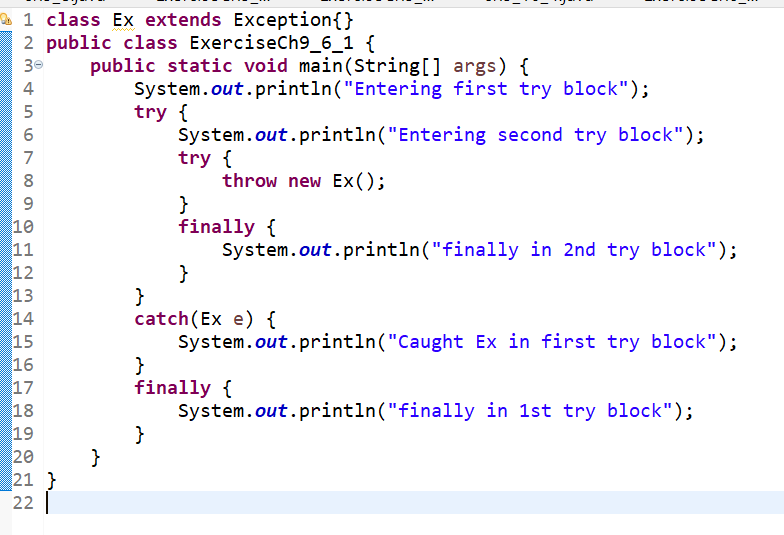 1 class Ex extends Exception{}
2 public class ExerciseCh9_6_1 {
3 public static void main(String[] args) {
4 System.out.println("Entering first try block");
5 try {
6 System.out.println("Entering second try block");
7 try {
8 throw new Ex();
9 }
10 finally {
11 System.out.println("finally in 2nd try block");
12 }
13 }
14 catch(Ex e) {
15 System.out.println("Caught Ex in first try block");
16 }
17 finally {
18 System.out.println("finally in 1st try block");
19 }
20 }
21 }
22